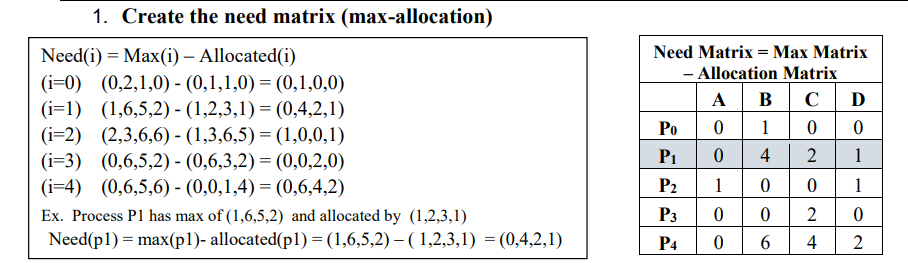 1. Create the need matrix (max-allocation)
Need(i) = Max(i) – Allocated(i)
(i=0) (0,2,1,0) - (0,1,1,0) = (0,1,0,0)
(i=1) (1,6,5,2) - (1,2,3,1) = (0,4,2,1)
(i=2) (2,3,6,6) - (1,3,6,5) = (1,0,0,1)
(i=3) (0,6,5,2) - (0,6,3,2) = (0,0,2,0)
(i=4) (0,6,5,6) - (0,0,1,4) = (0,6,4,2)
Ex. Process P1 has max of (1,6,5,2) and allocated by (1,2,3,1)
Need(p1) = max(p1)- allocated(p1) = (1,6,5,2) – ( 1,2,3,1) = (0,4,2,1)
Need Matrix = Max Matrix
– Allocation Matrix
A B C D
P0 0 1 0 0
P1 0 4 2 1
P2 1 0 0 1
P3 0 0 2 0
P4 0 6 4 2